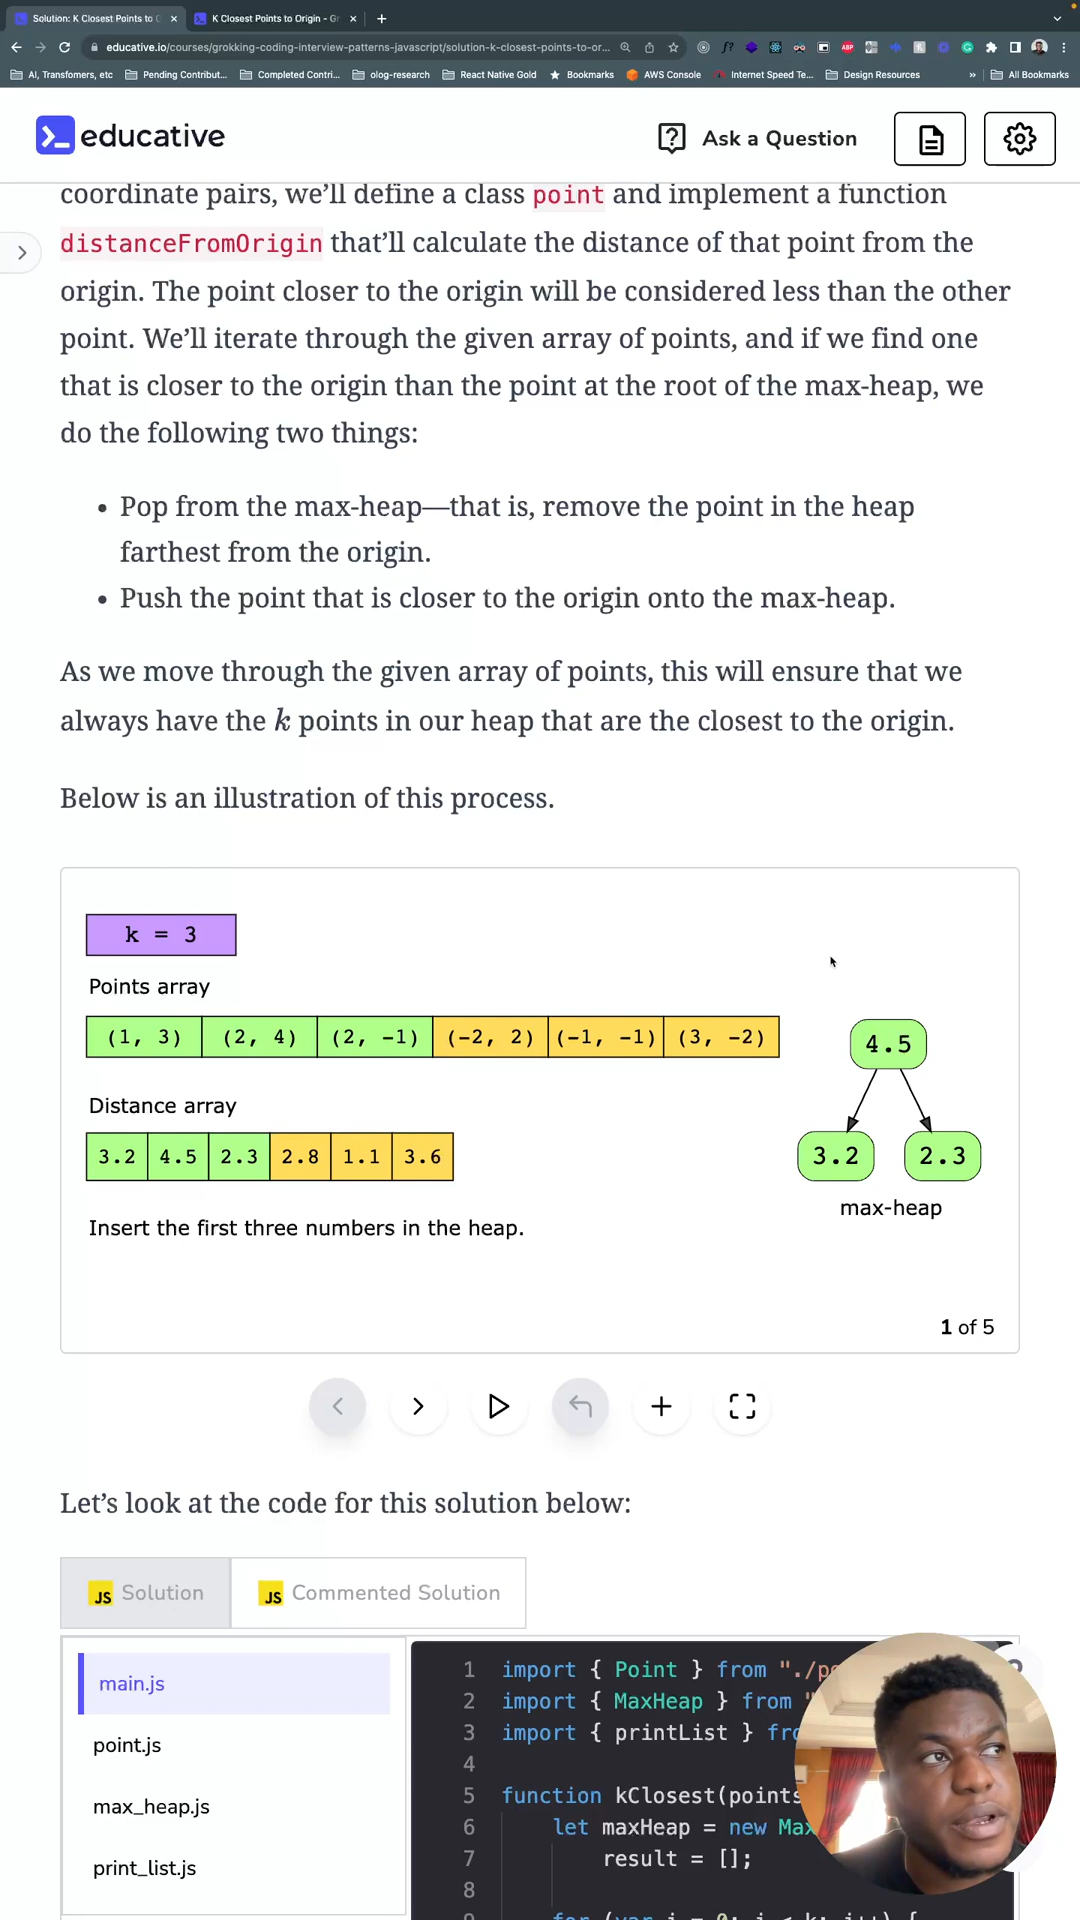 Solution: K Closest Points to O
K Closest Points to Origin - Gr
educative.io/courses/grokking-coding-interview-patterns-javascript/solution-k-closest-points-to-or...
AI, Transfomers, etc
Pending Contribut...
Completed Contri...
olog-research
React Native Gold
Bookmarks
AWS Console
Internet Speed Te...
Design Resources
»
All Bookmarks
educative
Ask a Question
coordinate pairs, we’ll define a class point and implement a function
distanceFromOrigin that’ll calculate the distance of that point from the
origin. The point closer to the origin will be considered less than the other
point. We’ll iterate through the given array of points, and if we find one
that is closer to the origin than the point at the root of the max-heap, we
do the following two things:
• Pop from the max-heap—that is, remove the point in the heap
farthest from the origin.
• Push the point that is closer to the origin onto the max-heap.
As we move through the given array of points, this will ensure that we
always have the k points in our heap that are the closest to the origin.
Below is an illustration of this process.
k = 3
Points array
(1, 3) (2, 4) (2, -1) (-2, 2) (-1, -1) (3, -2)
4.5
Distance array
3.2 4.5 2.3 2.8 1.1 3.6
3.2 2.3
max-heap
Insert the first three numbers in the heap.
1 of 5
Let’s look at the code for this solution below:
JS Solution
JS Commented Solution
main.js
point.js
max_heap.js
print_list.js
1 import { Point } from "./po
2 import { MaxHeap } from "
3 import { printList } fro
4
5 function kClosest(points
6 let maxHeap = new Max
7 result = [];
8
9 for (var i = 0; i < k; i++) {